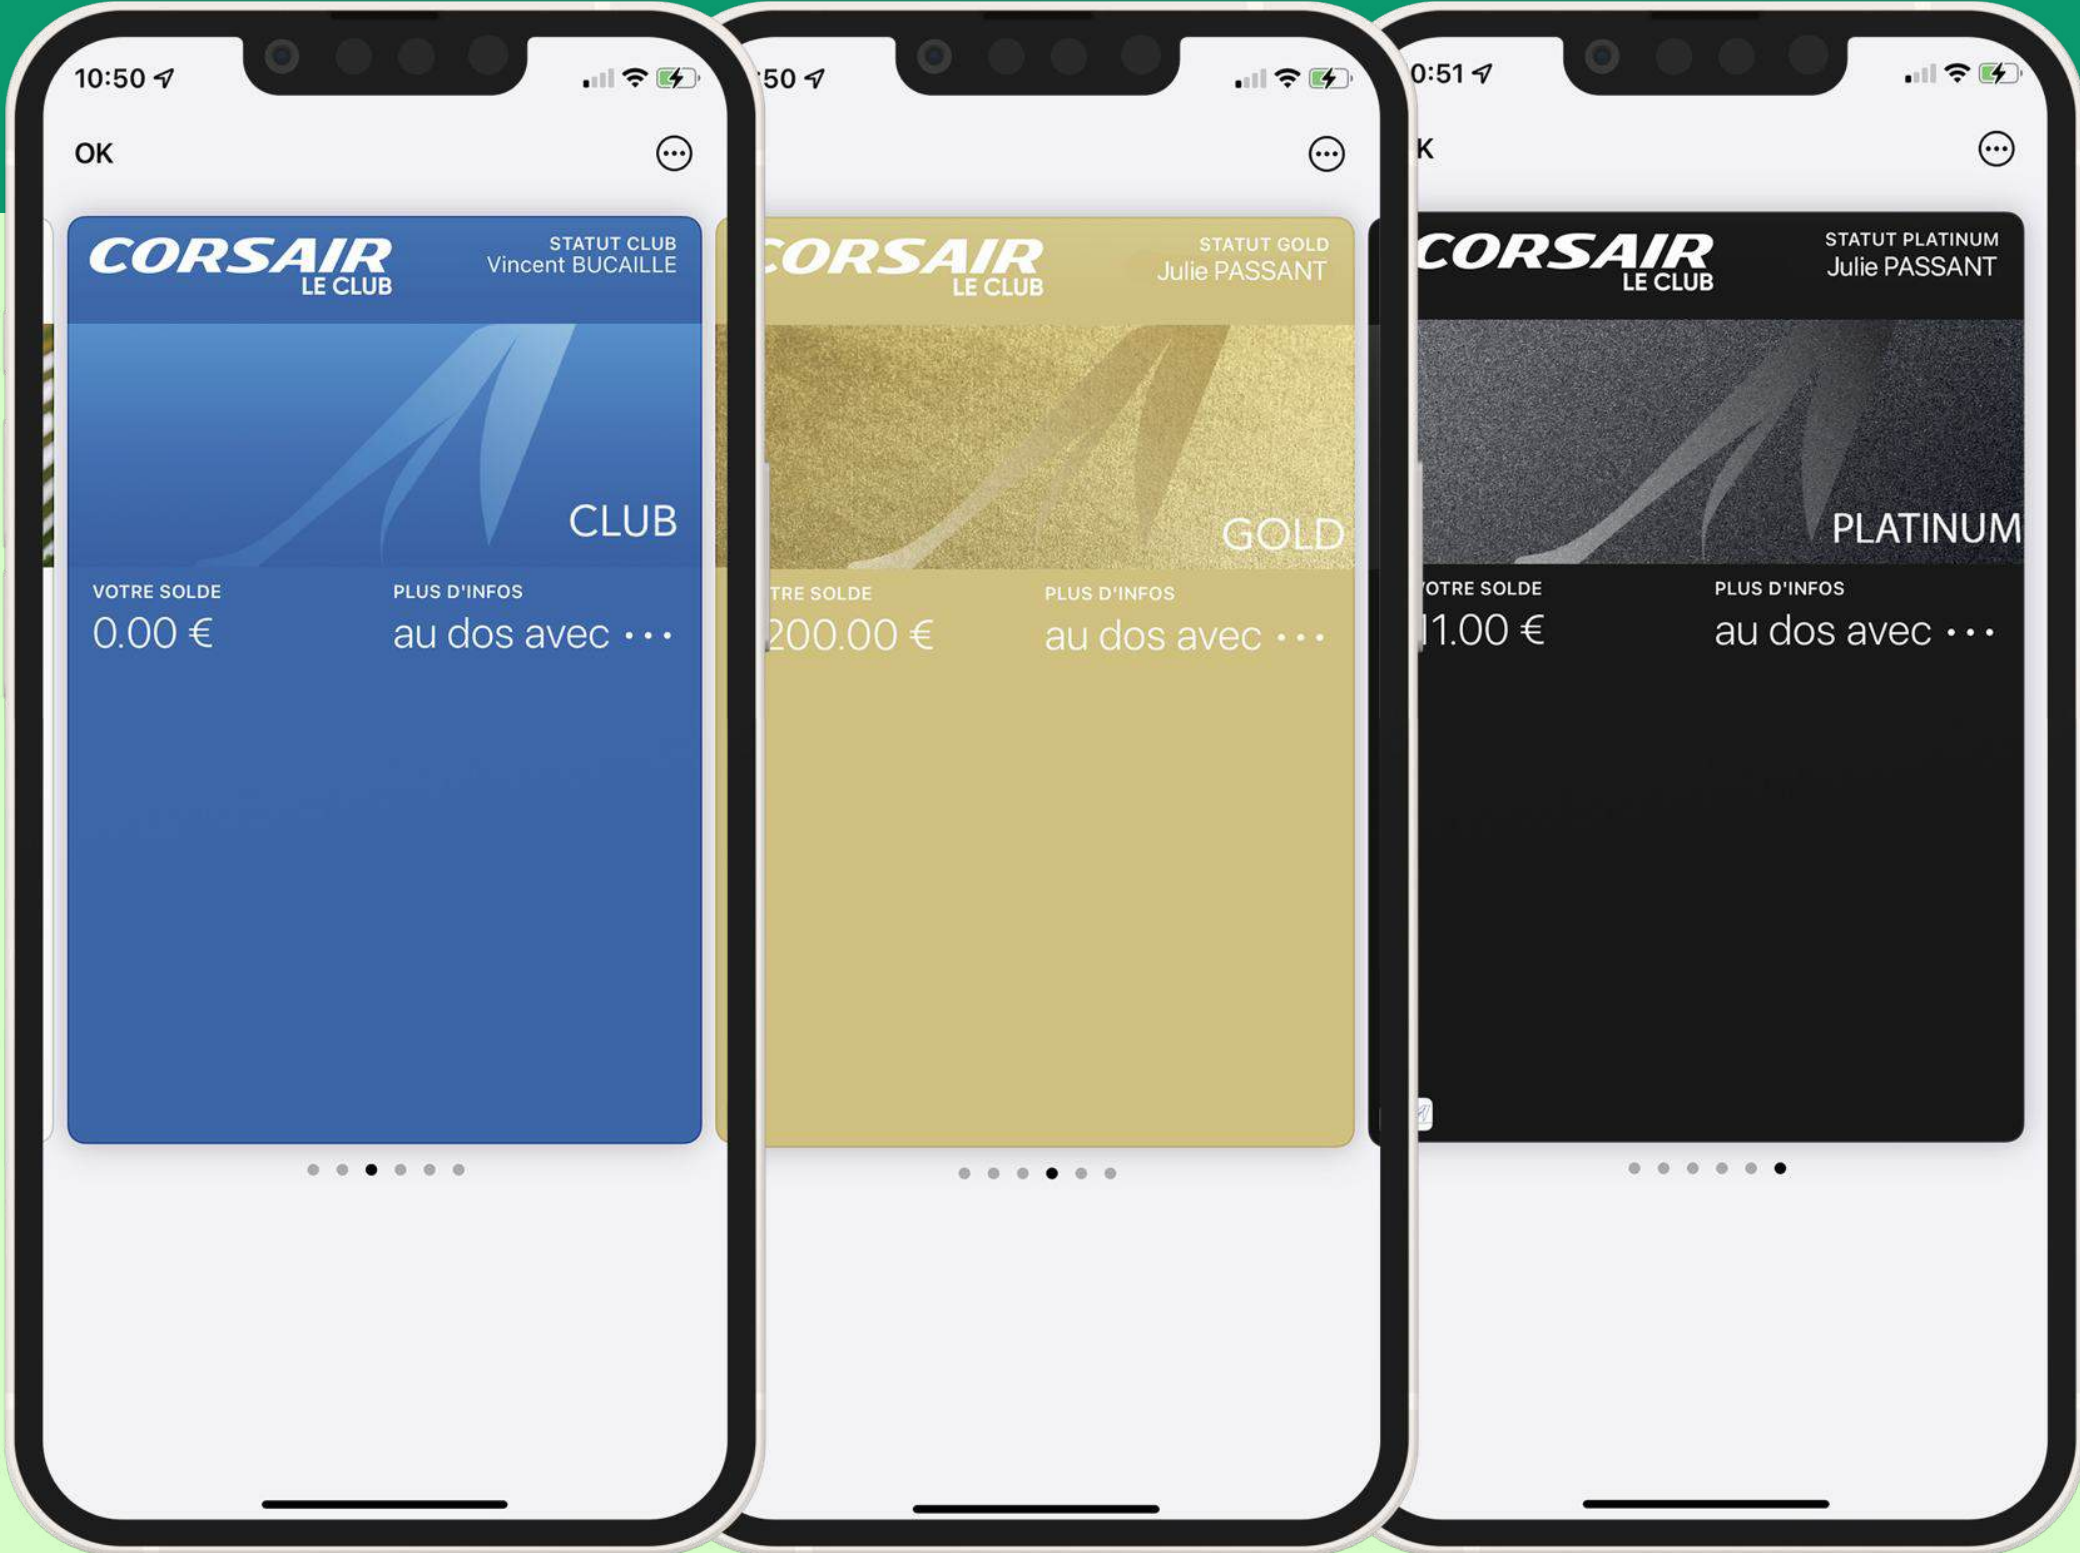 10:50
OK
CORSAIR
LE CLUB
STATUT CLUB
Vincent BUCAILLE
CLUB
VOTRE SOLDE
0.00 €
PLUS D'INFOS
au dos avec •••
:50
CORSAIR
LE CLUB
STATUT GOLD
Julie PASSANT
GOLD
TRE SOLDE
200.00 €
PLUS D'INFOS
au dos avec •••
0:51
K
CORSAIR
LE CLUB
STATUT PLATINUM
Julie PASSANT
PLATINUM
OTRE SOLDE
11.00 €
PLUS D'INFOS
au dos avec •••